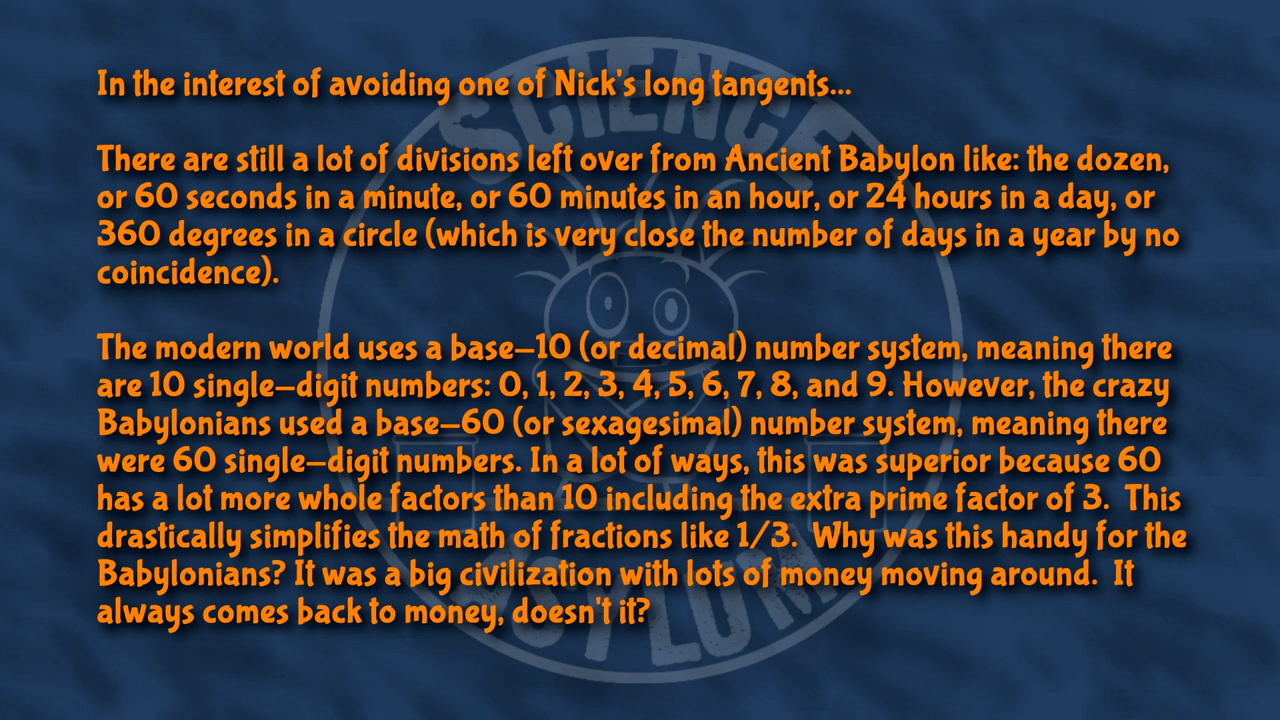 In the interest of avoiding one of Nick's long tangents...
There are still a lot of divisions left over from Ancient Babylon like: the dozen,
or 60 seconds in a minute, or 60 minutes in an hour, or 24 hours in a day, or
360 degrees in a circle (which is very close the number of days in a year by no
coincidence).
The modern world uses a base-10 (or decimal) number system, meaning there
are 10 single-digit numbers: 0, 1, 2, 3, 4, 5, 6, 7, 8, and 9. However, the crazy
Babylonians used a base-60 (or sexagesimal) number system, meaning there
were 60 single-digit numbers. In a lot of ways, this was superior because 60
has a lot more whole factors than 10 including the extra prime factor of 3. This
drastically simplifies the math of fractions like 1/3. Why was this handy for the
Babylonians? It was a big civilization with lots of money moving around. It
always comes back to money, doesn't it?
SCIENCE
ASYLUM